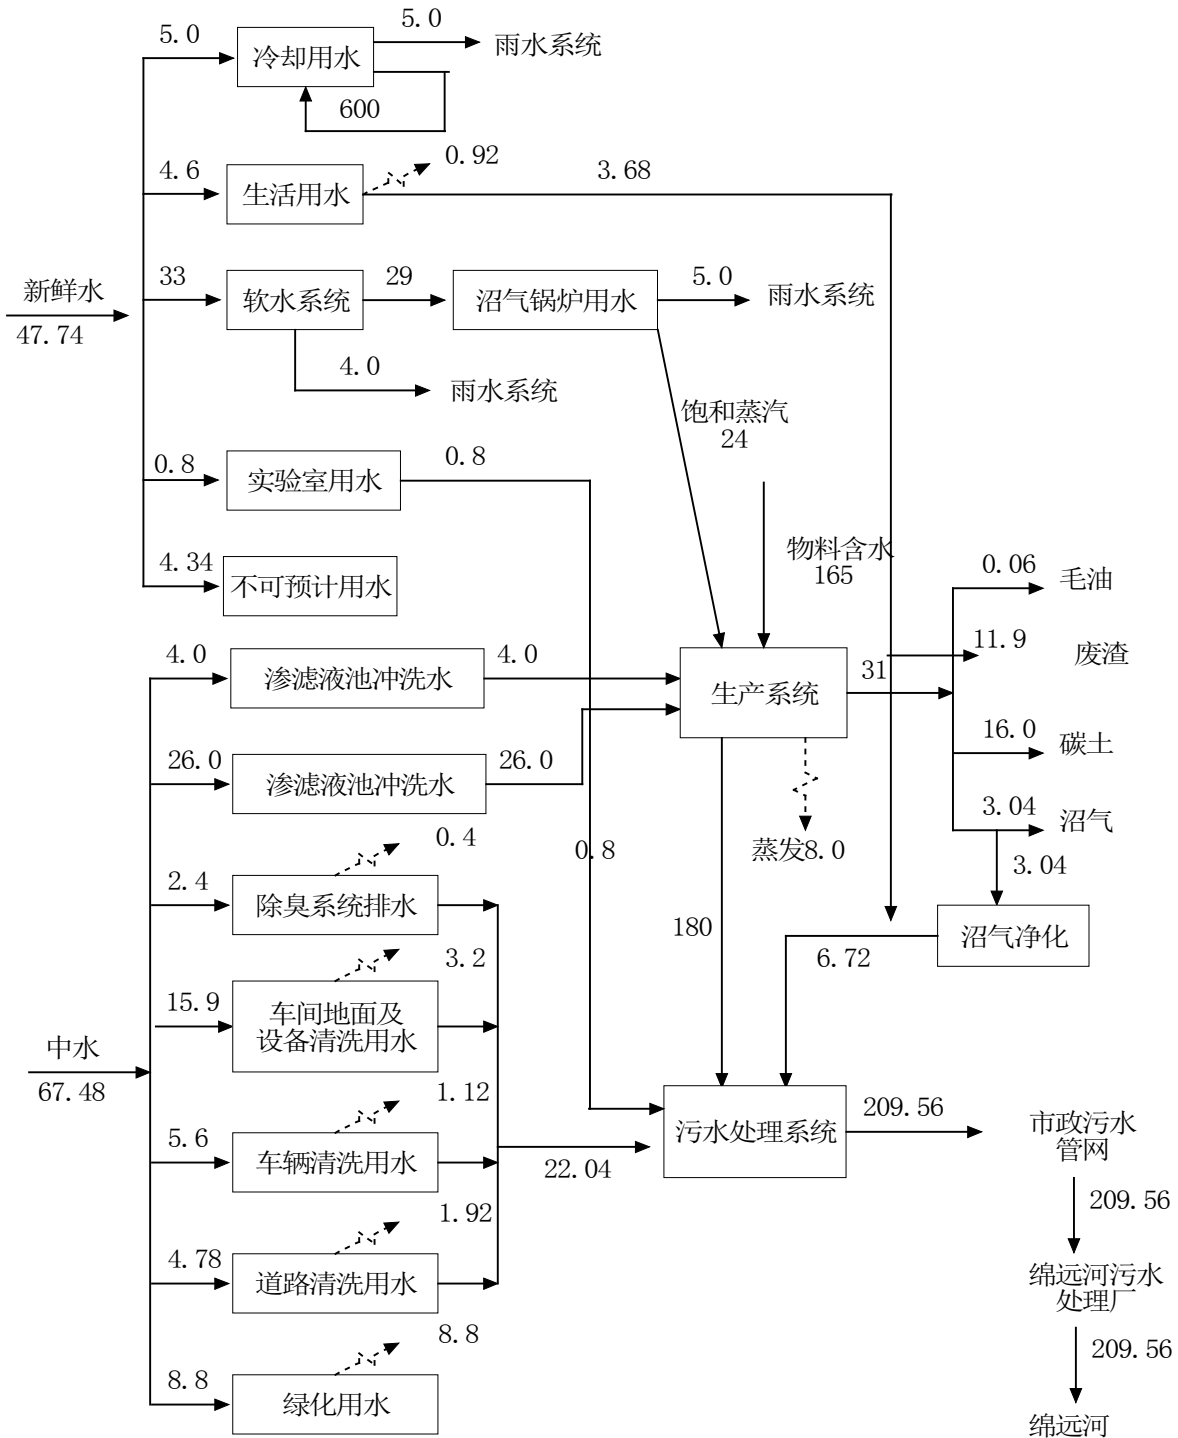 5.0
冷却用水
5.0
雨水系统
600
4.6
生活用水
0.92
3.68
新鲜水
47.74
33
软水系统
29
沼气锅炉用水
5.0
雨水系统
4.0
雨水系统
饱和蒸汽
24
0.8
实验室用水
0.8
物料含水
165
4.34
不可预计用水
4.0
渗滤液池冲洗水
4.0
生产系统
31
0.06
毛油
11.9
废渣
16.0
碳土
3.04
沼气
3.04
26.0
渗滤液池冲洗水
26.0
蒸发8.0
0.8
180
沼气净化
6.72
中水
67.48
2.4
除臭系统排水
0.4
15.9
车间地面及
设备清洗用水
3.2
5.6
车辆清洗用水
1.12
22.04
4.78
道路清洗用水
1.92
8.8
绿化用水
8.8
污水处理系统
209.56
市政污水
管网
209.56
绵远河污水
处理厂
209.56
绵远河